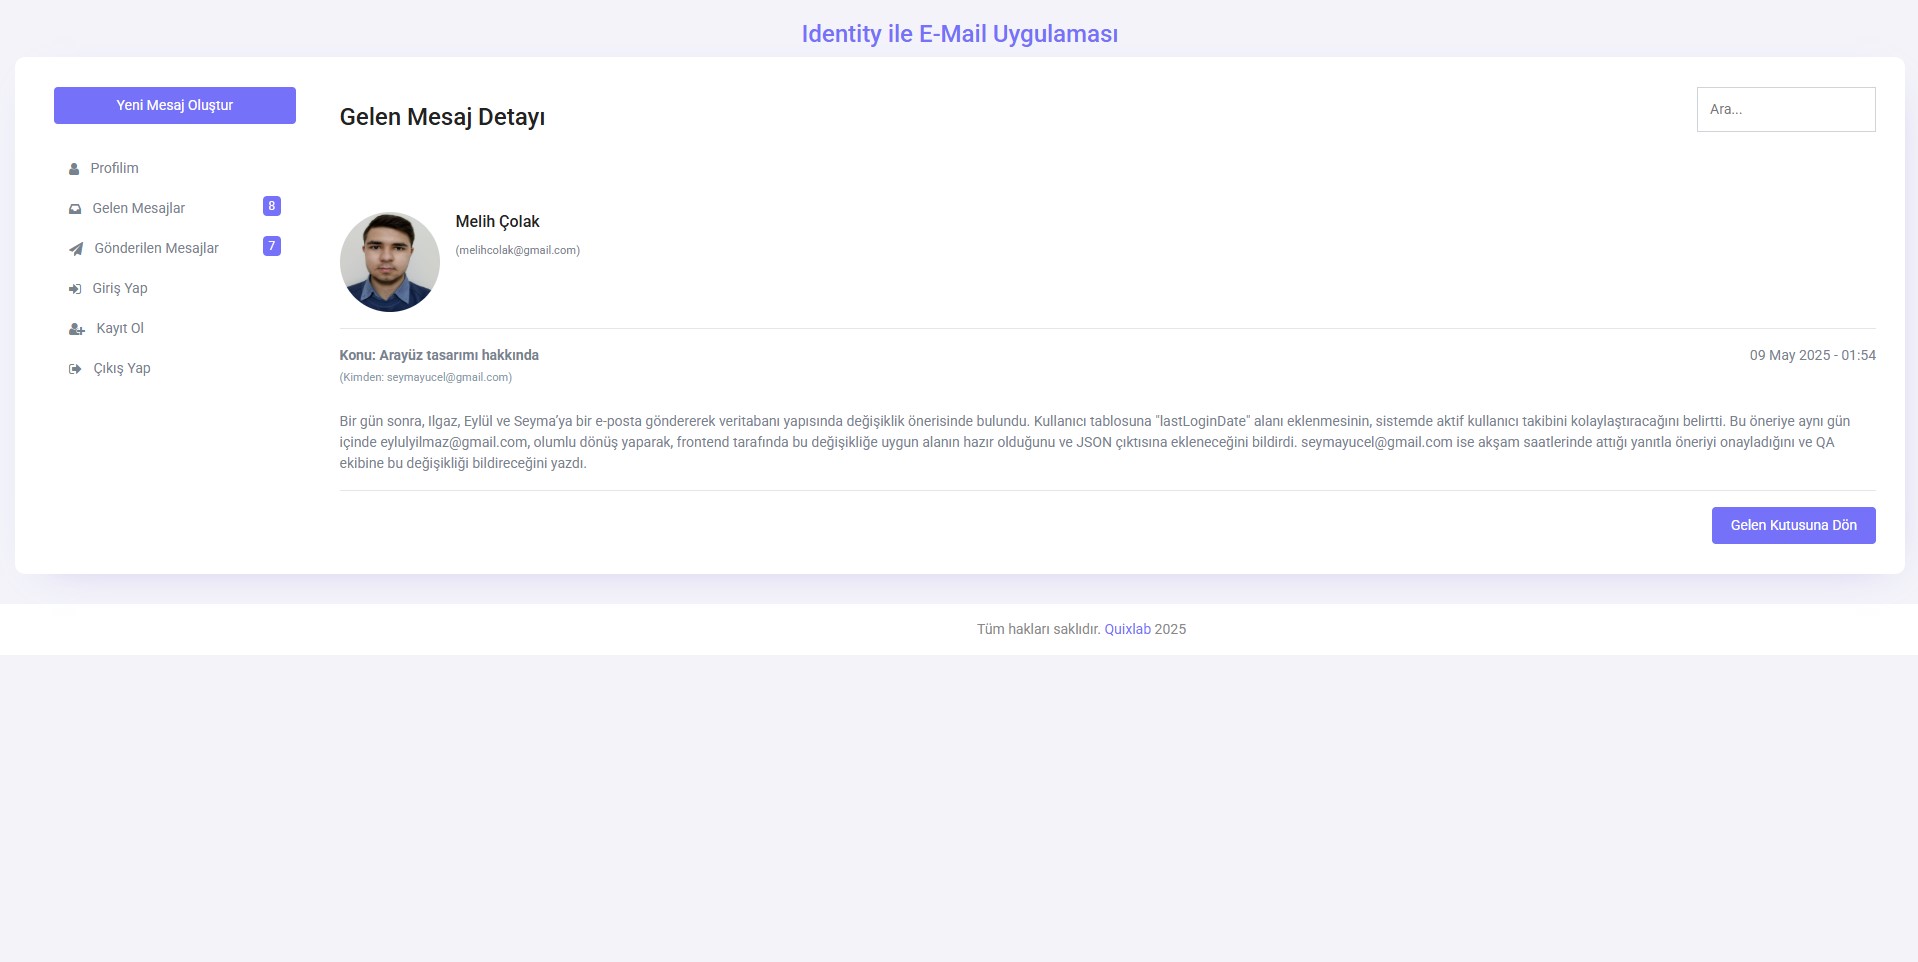 Identity ile E-Mail Uygulaması
Yeni Mesaj Oluştur
Profilim
Gelen Mesajlar 8
Gönderilen Mesajlar 7
Giriş Yap
Kayıt Ol
Çıkış Yap
Gelen Mesaj Detayı
Ara...
Melih Çolak
(melihcolak@gmail.com)
Konu: Arayüz tasarımı hakkında
09 May 2025 - 01:54
(Kimden: seymayucel@gmail.com)
Bir gün sonra, Ilgaz, Eylül ve Seyma’ya bir e-posta göndererek veritabanı yapısında değişiklik önerisinde bulundu. Kullanıcı tablosuna "lastLoginDate" alanı eklenmesinin, sistemde aktif kullanıcı takibini kolaylaştıracağını belirtti. Bu öneriye aynı gün
içinde eylulyilmaz@gmail.com, olumlu dönüş yaparak, frontend tarafında bu değişikliğe uygun alanın hazır olduğunu ve JSON çıktısına ekleneceğini bildirdi. seymayucel@gmail.com ise akşam saatlerinde attığı yanıtla öneriyi onayladığını ve QA
ekibine bu değişikliği bildireceğini yazdı.
Gelen Kutusuna Dön
Tüm hakları saklıdır. Quixlab 2025